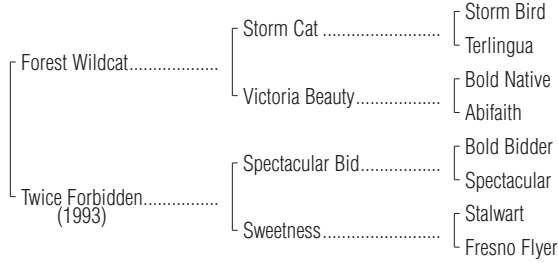 Storm Bird
Storm Cat ....................
Terlingua
Forest Wildcat................
Bold Native
Victoria Beauty...............
Abifaith
Bold Bidder
Spectacular Bid..............
Spectacular
Twice Forbidden..............
(1993)
Stalwart
Sweetness....................
Fresno Flyer